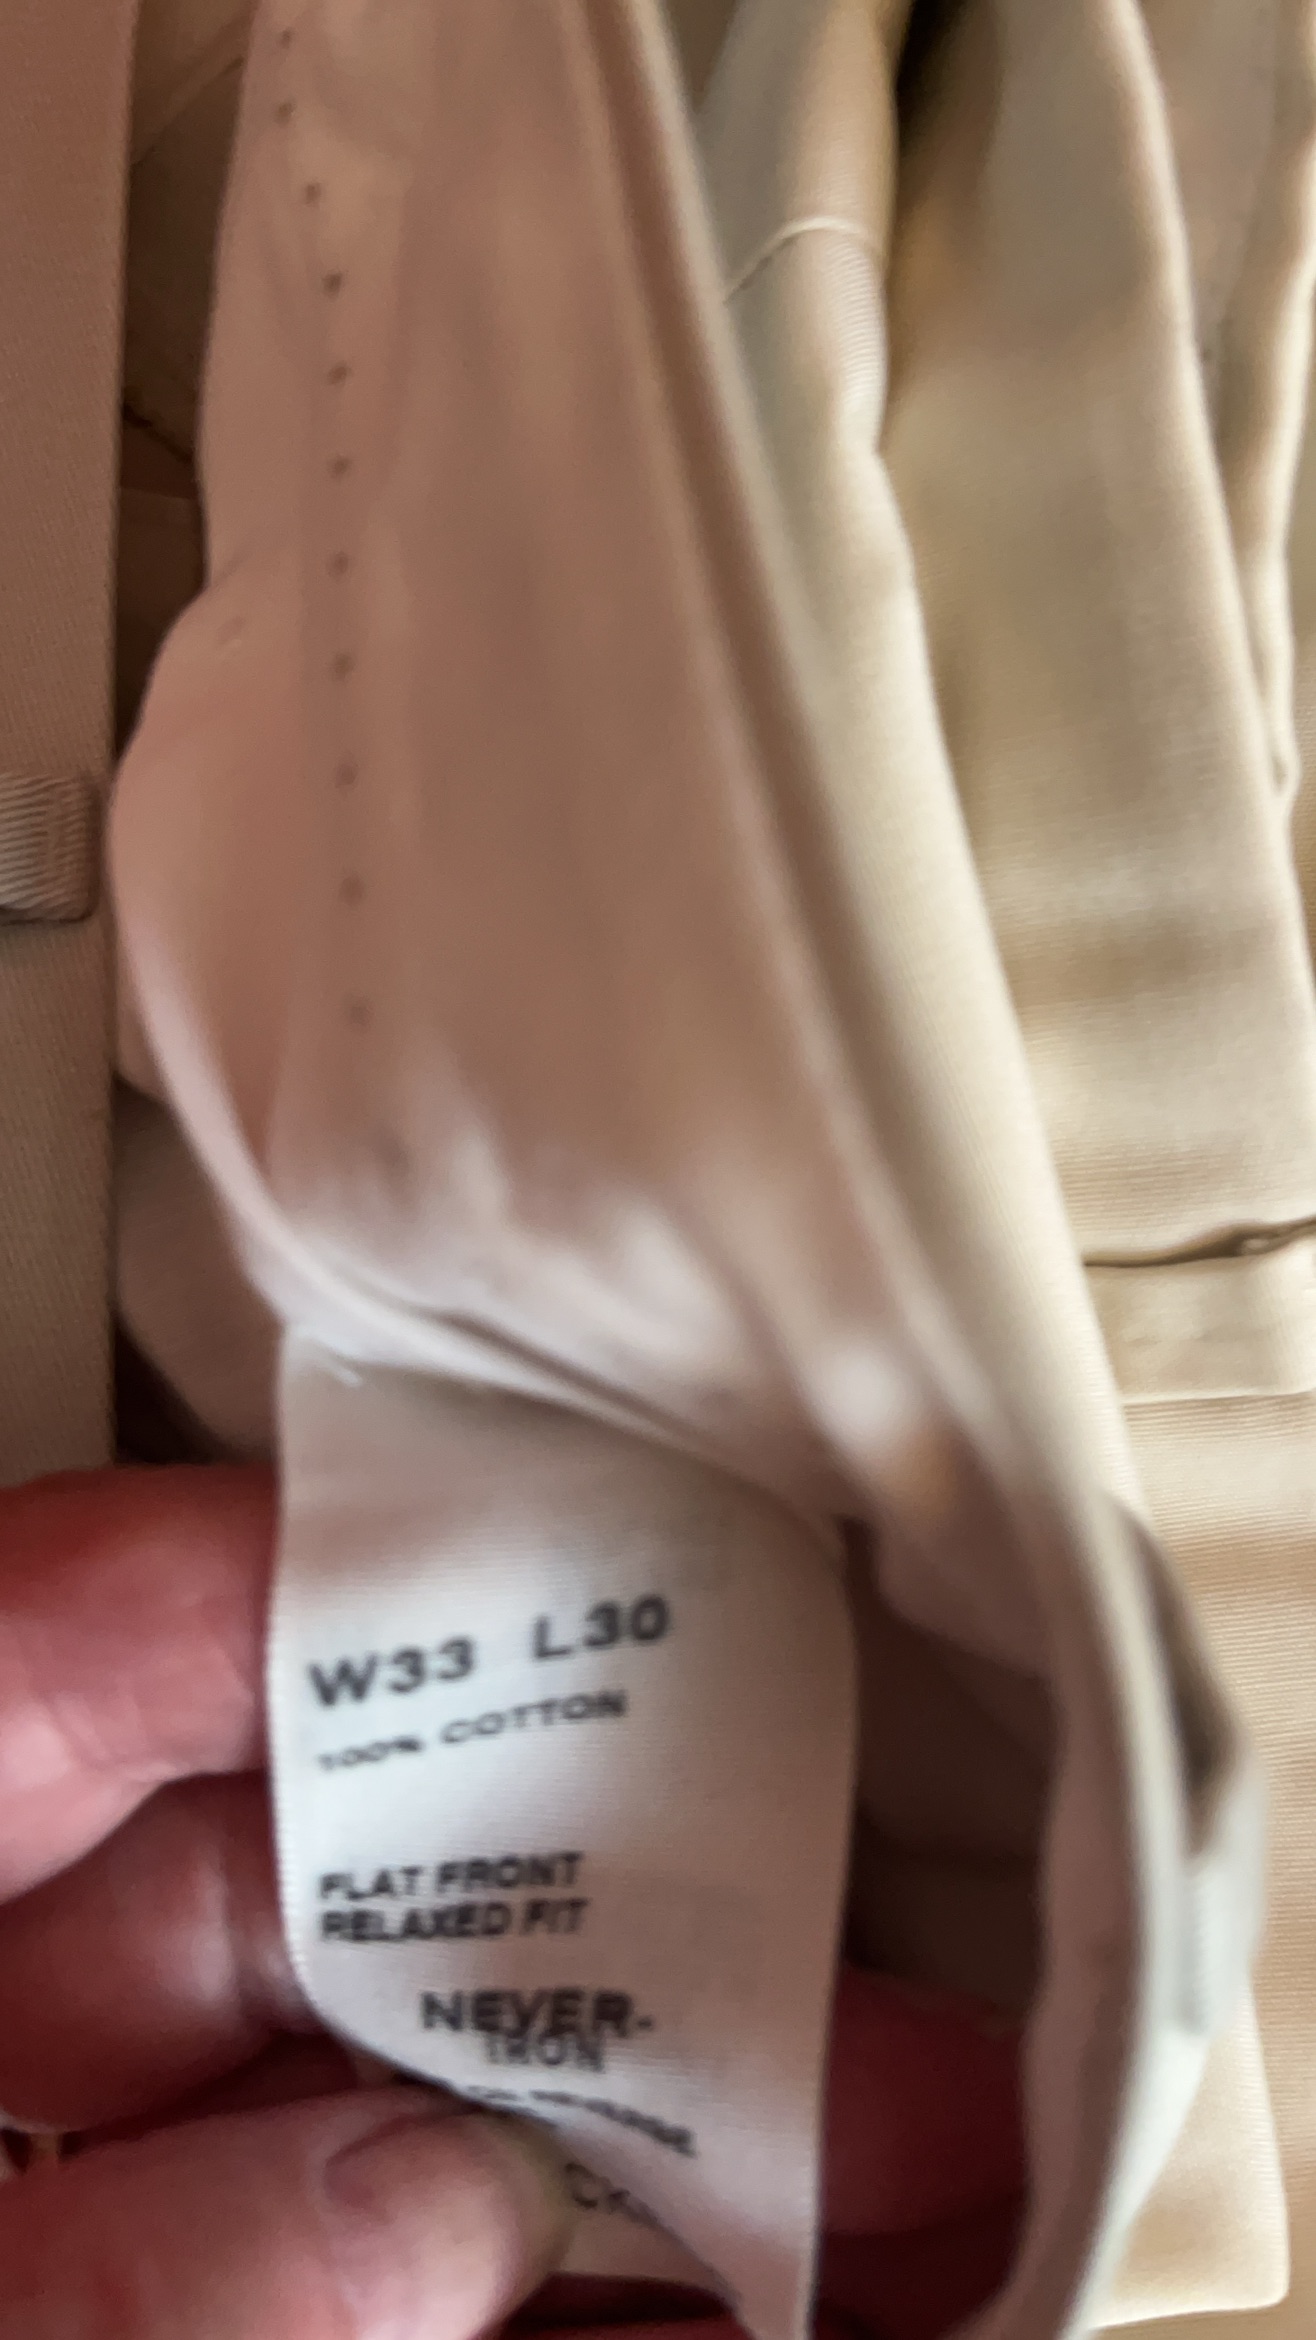 W33 L30
100% COTTON
FLAT FRONT
RELAXED FIT
NEVER-
IRON